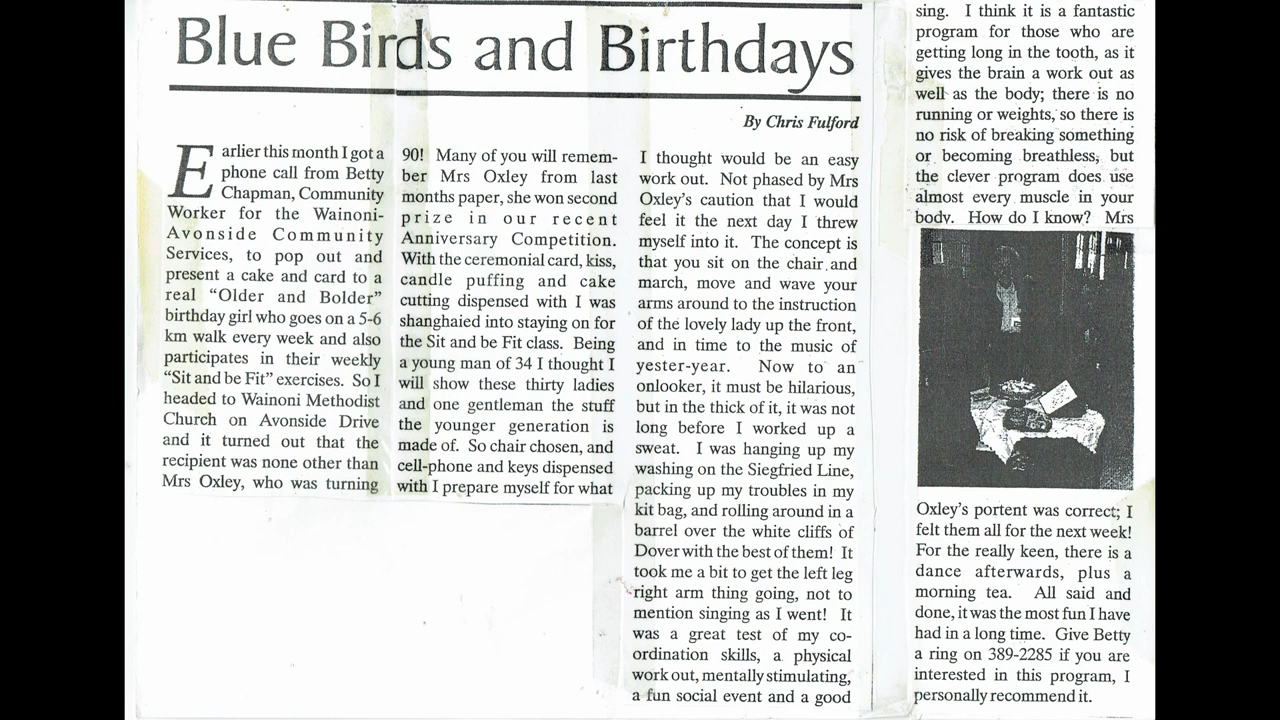 Blue Birds and Birthdays
By Chris Fulford
Earlier this month I got a
phone call from Betty
Chapman, Community
Worker for the Wainoni-
Avonside Community
Services, to pop out and
present a cake and card to a
real “Older and Bolder”
birthday girl who goes on a 5-6
km walk every week and also
participates in their weekly
“Sit and be Fit” exercises. So I
headed to Wainoni Methodist
Church on Avonside Drive
and it turned out that the
recipient was none other than
Mrs Oxley, who was turning
90! Many of you will remem-
ber Mrs Oxley from last
months paper, she won second
prize in our recent
Anniversary Competition.
With the ceremonial card, kiss,
candle puffing and cake
cutting dispensed with I was
shanghaied into staying on for
the Sit and be Fit class. Being
a young man of 34 I thought I
will show these thirty ladies
and one gentleman the stuff
the younger generation is
made of. So chair chosen, and
cell-phone and keys dispensed
with I prepare myself for what
I thought would be an easy
work out. Not phased by Mrs
Oxley’s caution that I would
feel it the next day I threw
myself into it. The concept is
that you sit on the chair and
march, move and wave your
arms around to the instruction
of the lovely lady up the front,
and in time to the music of
yester-year. Now to an
onlooker, it must be hilarious,
but in the thick of it, it was not
long before I worked up a
sweat. I was hanging up my
washing on the Siegfried Line,
packing up my troubles in my
kit bag, and rolling around in a
barrel over the white cliffs of
Dover with the best of them! It
took me a bit to get the left leg
right arm thing going, not to
mention singing as I went! It
was a great test of my co-
ordination skills, a physical
work out, mentally stimulating,
a fun social event and a good
sing. I think it is a fantastic
program for those who are
getting long in the tooth, as it
gives the brain a work out as
well as the body; there is no
running or weights, so there is
no risk of breaking something
or becoming breathless, but
the clever program does use
almost every muscle in your
body. How do I know? Mrs
Oxley’s portent was correct; I
felt them all for the next week!
For the really keen, there is a
dance afterwards, plus a
morning tea. All said and
done, it was the most fun I have
had in a long time. Give Betty
a ring on 389-2285 if you are
interested in this program, I
personally recommend it.